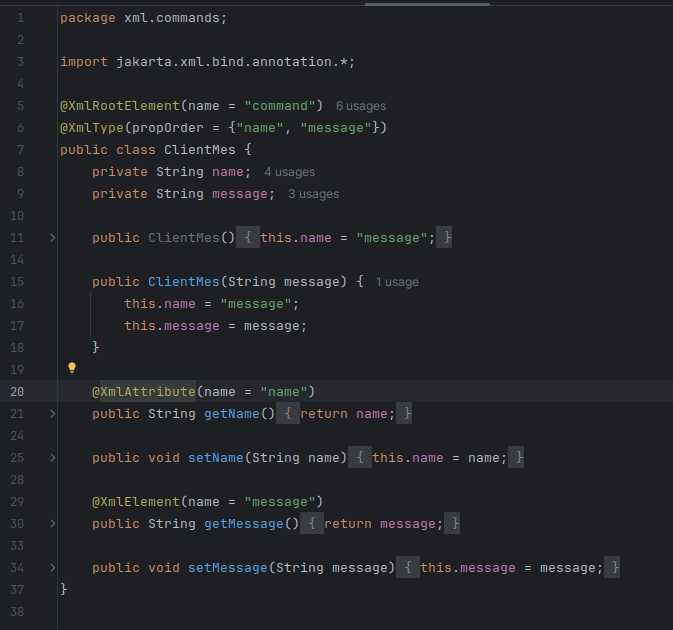 1 package xml.commands;
2
3 import jakarta.xml.bind.annotation.*;
4
5 @XmlRootElement(name = "command") 6 usages
6 @XmlType(propOrder = {"name", "message"})
7 public class ClientMes {
8 private String name; 4 usages
9 private String message; 3 usages
10
11 public ClientMes() { this.name = "message"; }
14
15 public ClientMes(String message) { 1 usage
16 this.name = "message";
17 this.message = message;
18 }
19
20 @XmlAttribute(name = "name")
21 public String getName() { return name; }
24
25 public void setName(String name) { this.name = name; }
28
29 @XmlElement(name = "message")
30 public String getMessage() { return message; }
33
34 public void setMessage(String message) { this.message = message; }
37 }
38